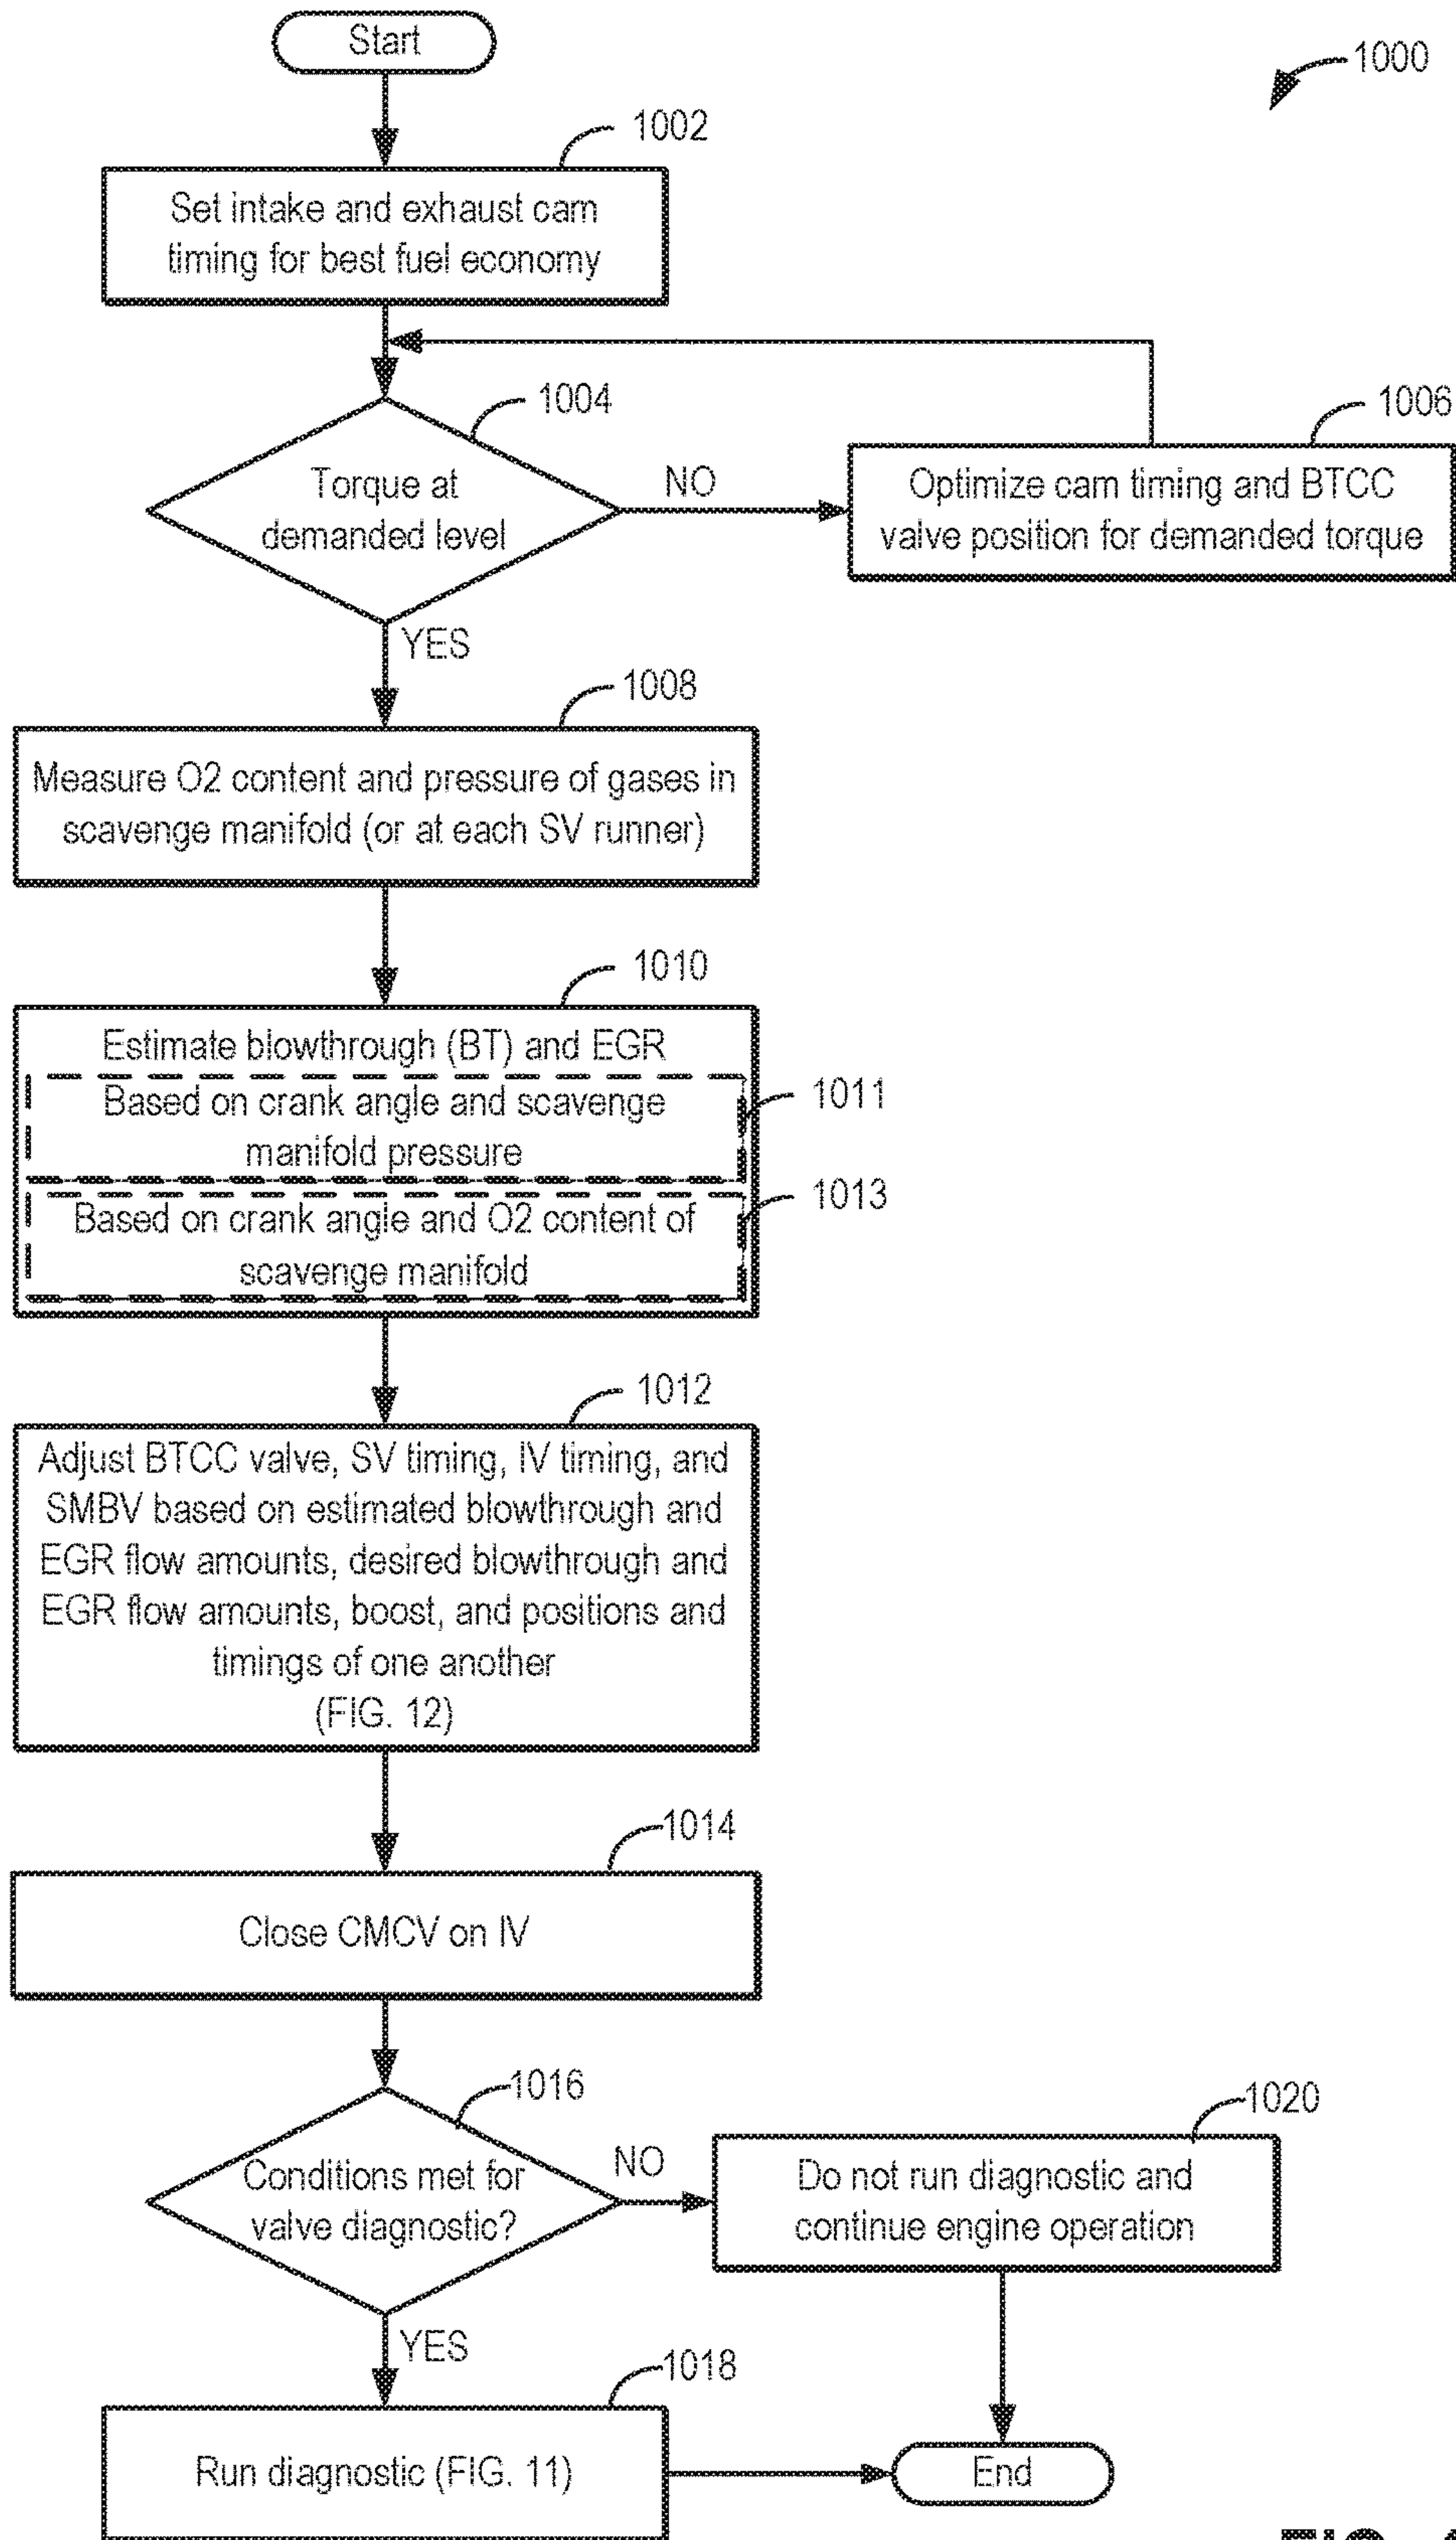 Start
1000
1002
Set intake and exhaust cam
timing for best fuel economy
1004
1006
Torque at
demanded level
NO
Optimize cam timing and BTCC
valve position for demanded torque
YES
1008
Measure O2 content and pressure of gases in
scavenge manifold (or at each SV runner)
1010
Estimate blowthrough (BT) and EGR
Based on crank angle and scavenge
manifold pressure
1011
Based on crank angle and O2 content of
scavenge manifold
1013
1012
Adjust BTCC valve, SV timing, IV timing, and
SMBV based on estimated blowthrough and
EGR flow amounts, desired blowthrough and
EGR flow amounts, boost, and positions and
timings of one another
(FIG. 12)
1014
Close CMCV on IV
1016
1020
Conditions met for
valve diagnostic?
NO
Do not run diagnostic and
continue engine operation
YES
1018
Run diagnostic (FIG. 11)
End